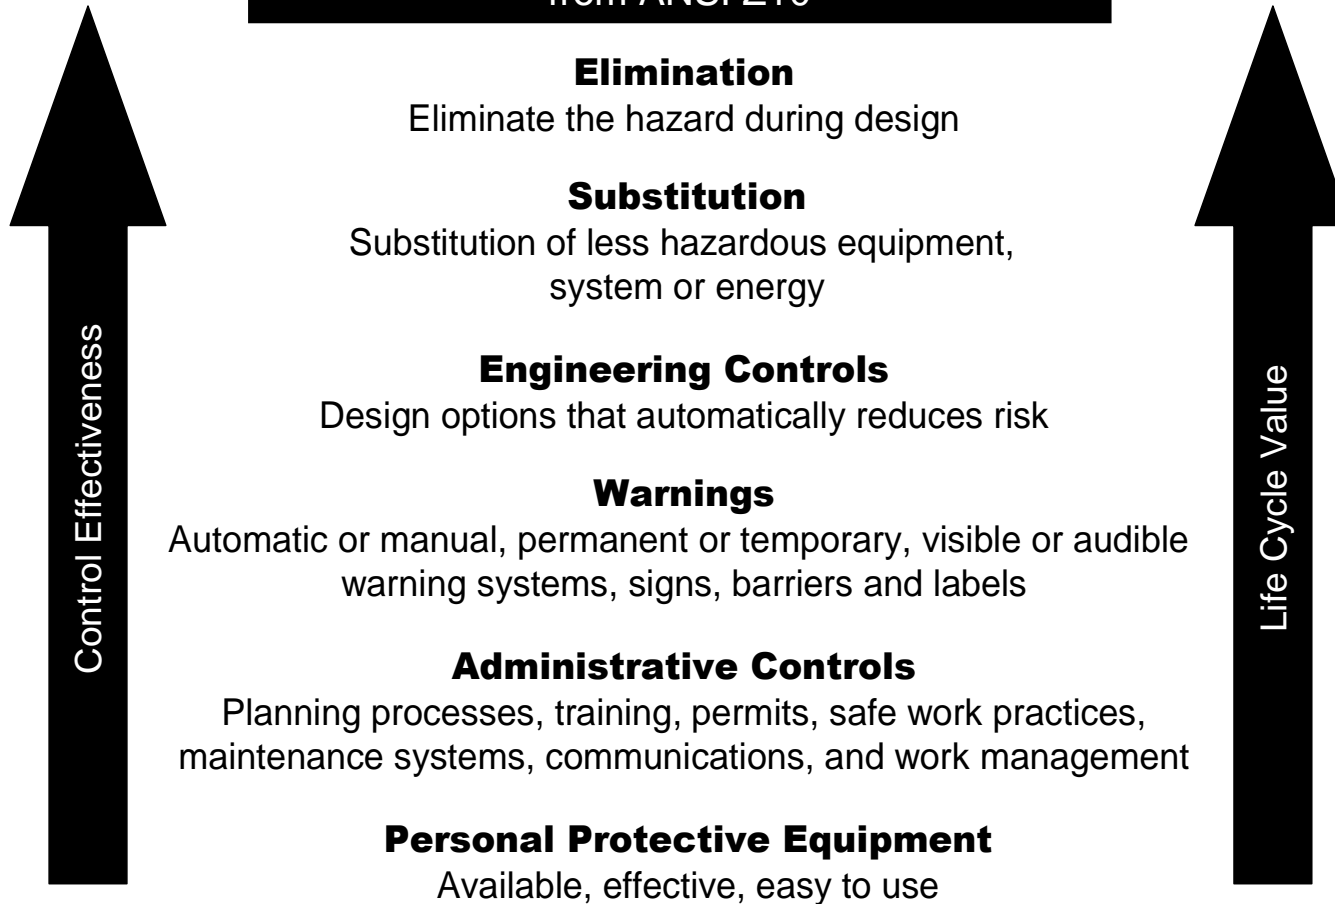 from ANSI Z10
Elimination
Eliminate the hazard during design
Substitution
Substitution of less hazardous equipment,
system or energy
Engineering Controls
Design options that automatically reduces risk
Warnings
Automatic or manual, permanent or temporary, visible or audible
warning systems, signs, barriers and labels
Administrative Controls
Planning processes, training, permits, safe work practices,
maintenance systems, communications, and work management
Personal Protective Equipment
Available, effective, easy to use
Control Effectiveness
Life Cycle Value